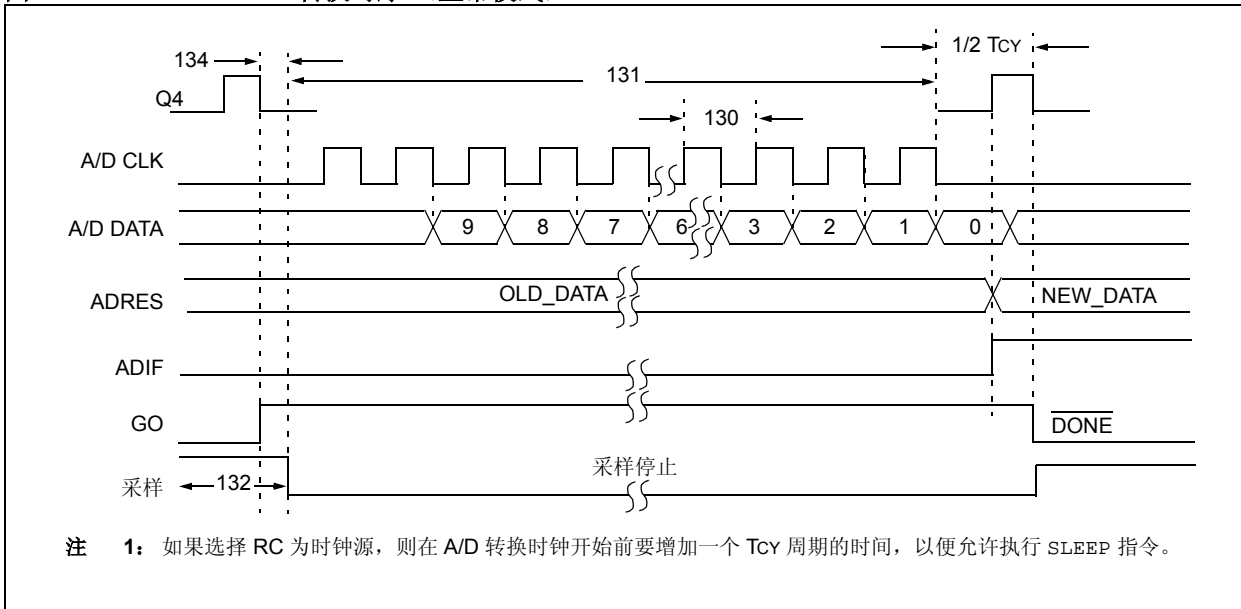 1/2 TCY
134
131
Q4
130
A/D CLK
A/D DATA
9 8 7 6 3 2 1 0
OLD_DATA
ADRES
NEW_DATA
ADIF
GO
DONE
采样停止
采样
132
注 1: 如果选择 RC 为时钟源，则在 A/D 转换时钟开始前要增加一个 TCY 周期的时间，以便允许执行 SLEEP 指令。